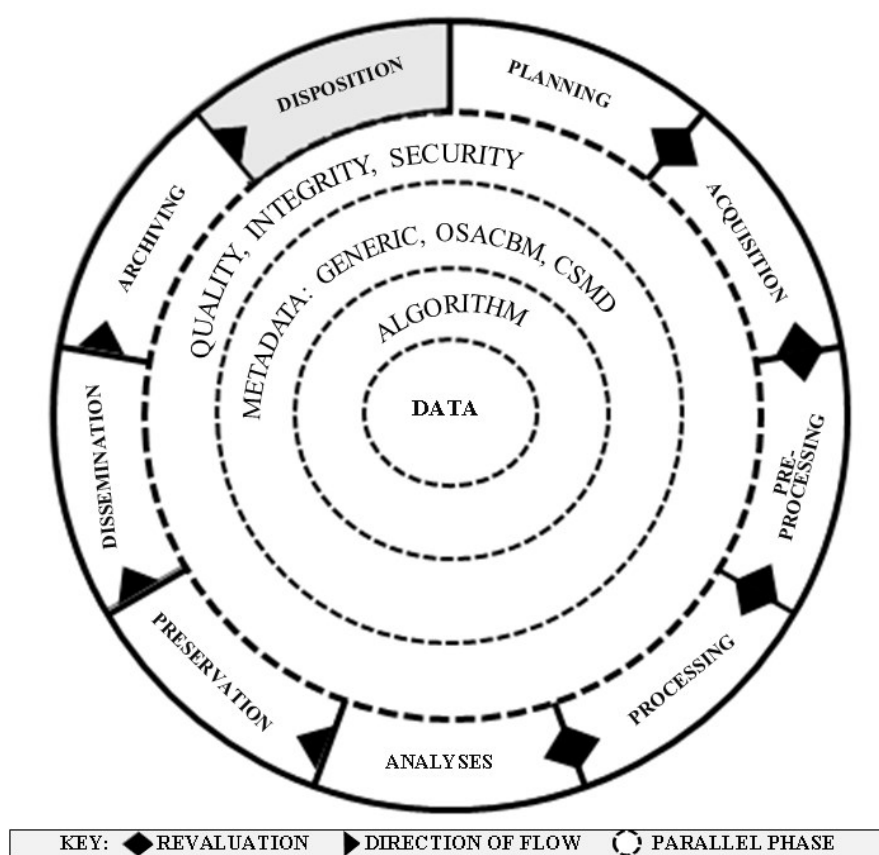 DISPOSITION
PLANNING
ACQUISITION
PRE-
PROCESSING
PROCESSING
ANALYSES
PRESERVATION
DISSEMINATION
ARCHIVING
QUALITY, INTEGRITY, SECURITY
METADATA: GENERIC, OSACBM, CSMD
ALGORITHM
DATA
KEY: REVALUATION DIRECTION OF FLOW PARALLEL PHASE